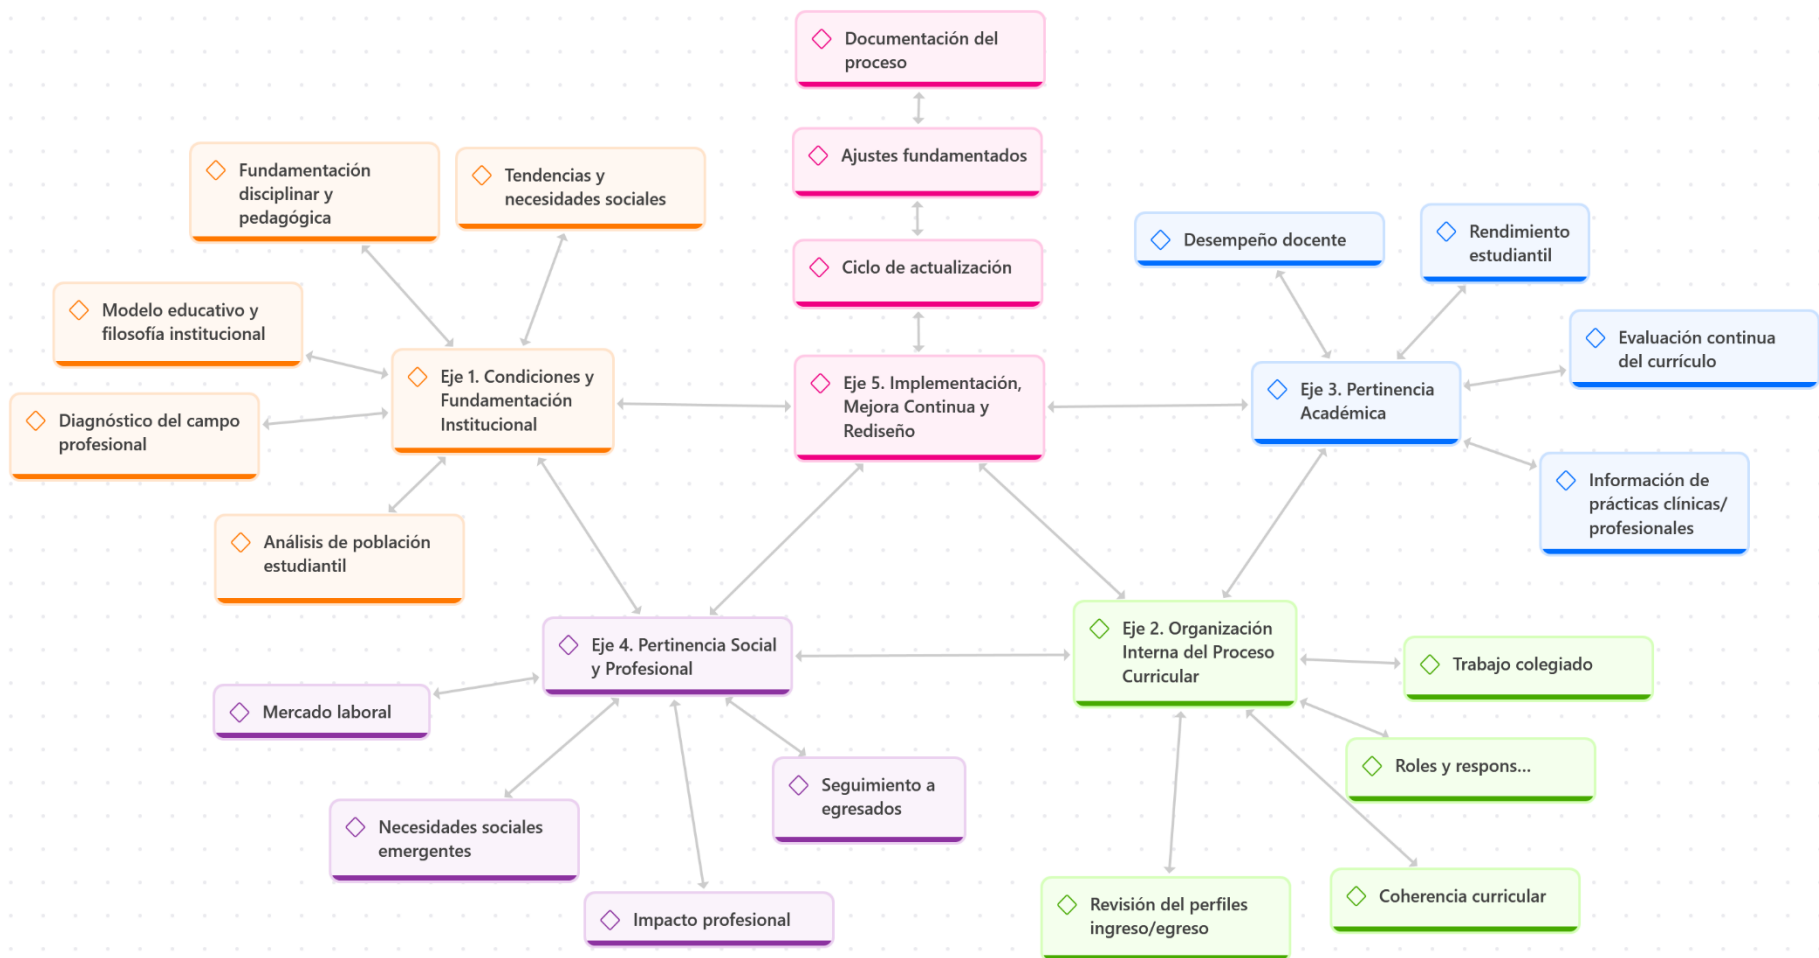 Documentación del
proceso
Ajustes fundamentados
Ciclo de actualización
Eje 5. Implementación,
Mejora Continua y
Rediseño
Fundamentación
disciplinar y
pedagógica
Tendencias y
necesidades sociales
Modelo educativo y
filosofía institucional
Diagnóstico del campo
profesional
Eje 1. Condiciones y
Fundamentación
Institucional
Análisis de población
estudiantil
Desempeño docente
Rendimiento
estudiantil
Evaluación continua
del currículo
Eje 3. Pertinencia
Académica
Información de
prácticas clínicas/
profesionales
Eje 4. Pertinencia Social
y Profesional
Mercado laboral
Necesidades sociales
emergentes
Impacto profesional
Seguimiento a
egresados
Eje 2. Organización
Interna del Proceso
Curricular
Trabajo colegiado
Roles y respons...
Coherencia curricular
Revisión del perfiles
ingreso/egreso